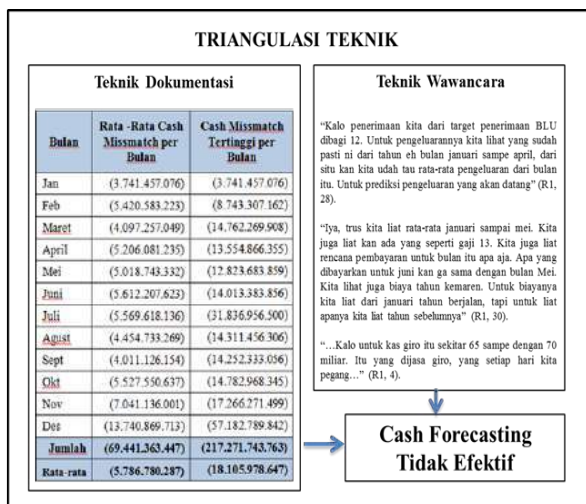 TRIANGULASI TEKNIK
Teknik Dokumentasi
Bulan Rata -Rata Cash Missmatch per Bulan Cash Missmatch Tertinggi per Bulan
Jan (3.741.457.076) (3.741.457.076)
Feb (5.420.583.223) (8.743.307.162)
Maret (4.097.257.049) (14.762.269.908)
April (5.206.081.235) (13.554.866.355)
Mei (5.018.743.332) (12.823.683.859)
Juni (5.612.207.623) (14.013.383.856)
Juli (5.569.618.136) (31.836.956.500)
Agust (4.454.733.269) (14.311.456.306)
Sept (4.011.126.154) (14.252.333.056)
Okt (5.527.550.637) (14.782.968.345)
Nov (7.041.136.001) (17.266.271.499)
Des (13.740.869.713) (57.182.789.842)
Jumlah (69.441.363.447) (217.271.743.763)
Rata-rata (5.786.780.287) (18.105.978.647)
Teknik Wawancara
“Kalo penerimaan kita dari target penerimaan BLU
dibagi 12. Untuk pengeluarannya kita lihat yang sudah
pasti ni dari tahun eh bulan januari sampe april, dari
situ kan kita udah tau rata-rata pengeluaran dari bulan
itu. Untuk prediksi pengeluaran yang akan datang” (R1,
28).
“Iya, trus kita liat rata-rata januari sampai mei. Kita
juga liat kan ada yang seperti gaji 13. Kita juga liat
rencana pembayaran untuk bulan itu apa aja. Apa yang
dibayarkan untuk juni kan ga sama dengan bulan Mei.
Kita lihat juga biaya tahun kemaren. Untuk biayanya
kita liat dari januari tahun berjalan, tapi untuk liat
apanya kita liat tahun sebelumnya” (R1, 30).
“…Kalo untuk kas giro itu sekitar 65 sampe dengan 70
miliar. Itu yang dijasa giro, yang setiap hari kita
pegang…” (R1, 4).
Cash Forecasting
Tidak Efektif